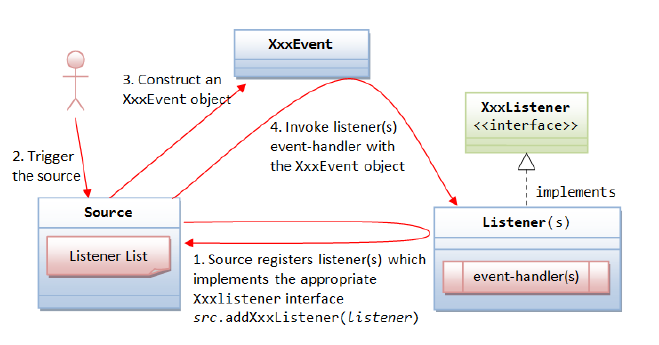 XxxEvent
3. Construct an
XxxEvent object
XxxListener
<<interface>>
4. Invoke listener(s)
event-handler with
the XxxEvent object
2. Trigger
the source
implements
Source
Listener List
Listener(s)
event-handler(s)
1. Source registers listener(s) which
implements the appropriate
Xxxlistener interface
src.addXxxListener(listener)